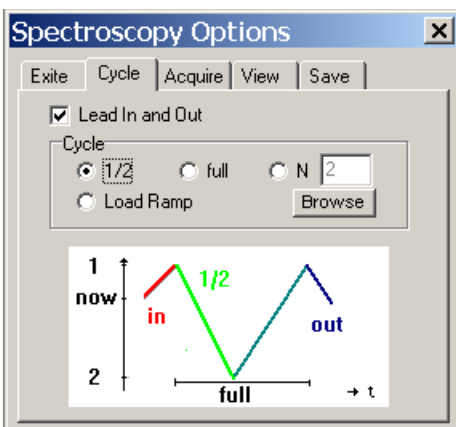 Spectroscopy Options
Exite Cycle Acquire View Save
Lead In and Out
Cycle
1/2 full N 2
Load Ramp Browse
1
1/2
now
in
out
2
full → t